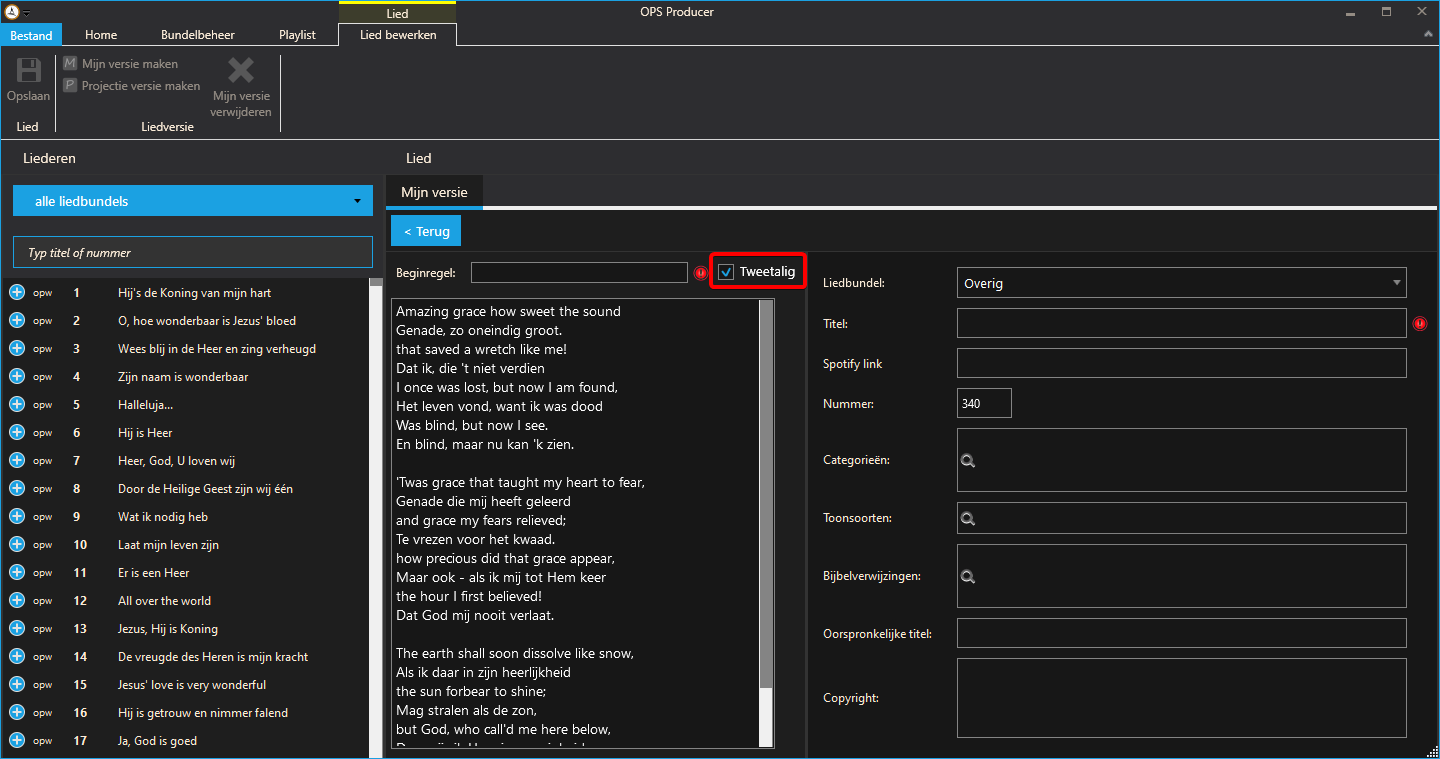 Lied
OPS Producer
Bestand
Home
Bundelbeheer
Playlist
Lied bewerken
Opslaan
M Mijn versie maken
P Projectie versie maken
Mijn versie
verwijderen
Lied
Liedversie
Liederen
alle liedbundels
Typ titel of nummer
opw 1 Hij's de Koning van mijn hart
opw 2 O, hoe wonderbaar is Jezus' bloed
opw 3 Wees blij in de Heer en zing verheugd
opw 4 Zijn naam is wonderbaar
opw 5 Halleluja...
opw 6 Hij is Heer
opw 7 Heer, God, U loven wij
opw 8 Door de Heilige Geest zijn wij één
opw 9 Wat ik nodig heb
opw 10 Laat mijn leven zijn
opw 11 Er is een Heer
opw 12 All over the world
opw 13 Jezus, Hij is Koning
opw 14 De vreugde des Heren is mijn kracht
opw 15 Jesus' love is very wonderful
opw 16 Hij is getrouw en nimmer falend
opw 17 Ja, God is goed
Lied
Mijn versie
< Terug
Beginregel:
Tweetalig
Amazing grace how sweet the sound
Genade, zo oneindig groot.
that saved a wretch like me!
Dat ik, die 't niet verdien
I once was lost, but now I am found,
Het leven vond, want ik was dood
Was blind, but now I see.
En blind, maar nu kan 'k zien.
'Twas grace that taught my heart to fear,
Genade die mij heeft geleerd
and grace my fears relieved;
Te vrezen voor het kwaad.
how precious did that grace appear,
Maar ook - als ik mij tot Hem keer
the hour I first believed!
Dat God mij nooit verlaat.
The earth shall soon dissolve like snow,
Als ik daar in zijn heerlijkheid
the sun forbear to shine;
Mag stralen als de zon,
but God, who call'd me here below,
Liedbundel:
Overig
Titel:
Spotify link
Nummer:
340
Categorieën:
Toonsoorten:
Bijbelverwijzingen:
Oorspronkelijke titel:
Copyright: